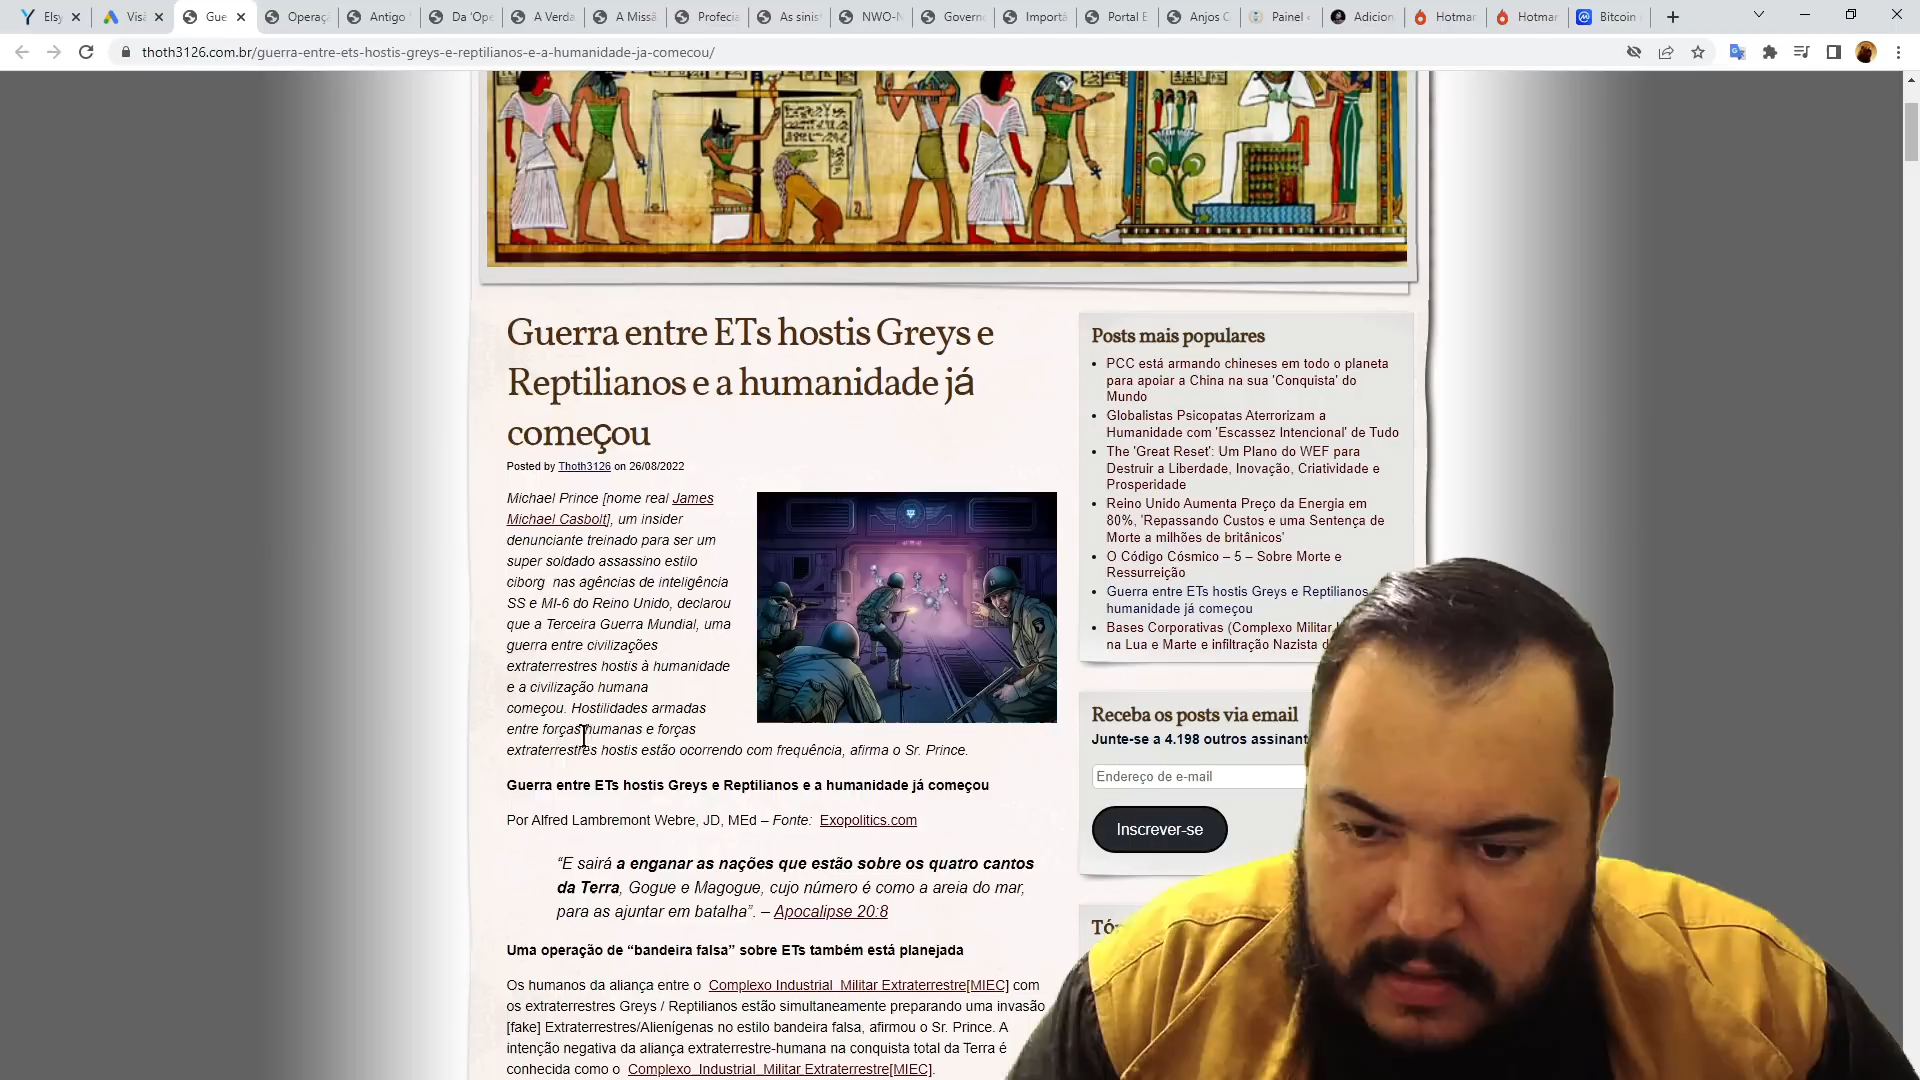 Elsy
Visã
Gue
Operaçã
Antigo
Da 'Ope
A Verda
A Missã
Profecia
As sinis
NWO-N
Govern
Importâ
Portal E
Anjos C
Painel
Adicion
Hotmar
Hotmar
Bitcoin
thoth3126.com.br/guerra-entre-ets-hostis-greys-e-reptilianos-e-a-humanidade-ja-comecou/
Guerra entre ETs hostis Greys e
Reptilianos e a humanidade já
começou
Posted by Thoth3126 on 26/08/2022
Michael Prince [nome real James
Michael Casbolt], um insider
denunciante treinado para ser um
super soldado assassino estilo
ciborg nas agências de inteligência
SS e MI-6 do Reino Unido, declarou
que a Terceira Guerra Mundial, uma
guerra entre civilizações
extraterrestres hostis à humanidade
e a civilização humana
começou. Hostilidades armadas
entre forças humanas e forças
extraterrestres hostis estão ocorrendo com frequência, afirma o Sr. Prince.
Guerra entre ETs hostis Greys e Reptilianos e a humanidade já começou
Por Alfred Lambremont Webre, JD, MEd – Fonte: Exopolitics.com
“E sairá a enganar as nações que estão sobre os quatro cantos
da Terra, Gogue e Magogue, cujo número é como a areia do mar,
para as ajuntar em batalha”. – Apocalipse 20:8
Uma operação de “bandeira falsa” sobre ETs também está planejada
Os humanos da aliança entre o Complexo Industrial Militar Extraterrestre[MIEC] com
os extraterrestres Greys / Reptilianos estão simultaneamente preparando uma invasão
[fake] Extraterrestres/Alienígenas no estilo bandeira falsa, afirmou o Sr. Prince. A
intenção negativa da aliança extraterrestre-humana na conquista total da Terra é
conhecida como o Complexo Industrial Militar Extraterrestre[MIEC].
Posts mais populares
PCC está armando chineses em todo o planeta
para apoiar a China na sua 'Conquista' do
Mundo
Globalistas Psicopatas Aterrorizam a
Humanidade com 'Escassez Intencional' de Tudo
The 'Great Reset': Um Plano do WEF para
Destruir a Liberdade, Inovação, Criatividade e
Prosperidade
Reino Unido Aumenta Preço da Energia em
80%, 'Repassando Custos e uma Sentença de
Morte a milhões de britânicos'
O Código Cósmico – 5 – Sobre Morte e
Ressurreição
Guerra entre ETs hostis Greys e Reptilianos
humanidade já começou
Bases Corporativas (Complexo Militar
na Lua e Marte e infiltração Nazista
Receba os posts via email
Junte-se a 4.198 outros assinant
Endereço de e-mail
Inscrever-se
Tó